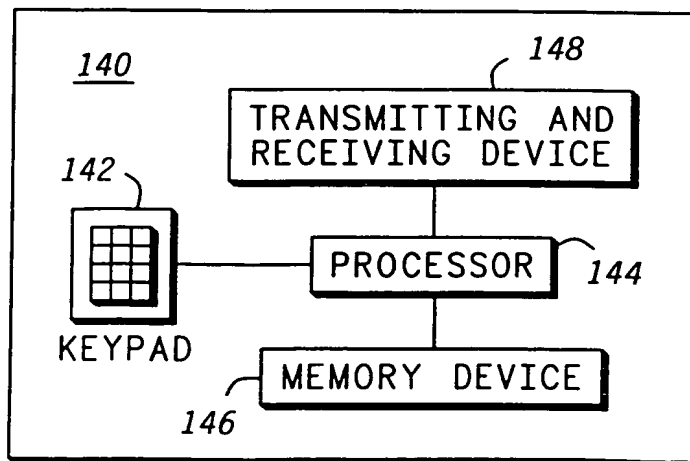 140
148
TRANSMITTING AND
RECEIVING DEVICE
142
PROCESSOR
144
KEYPAD
MEMORY DEVICE
146